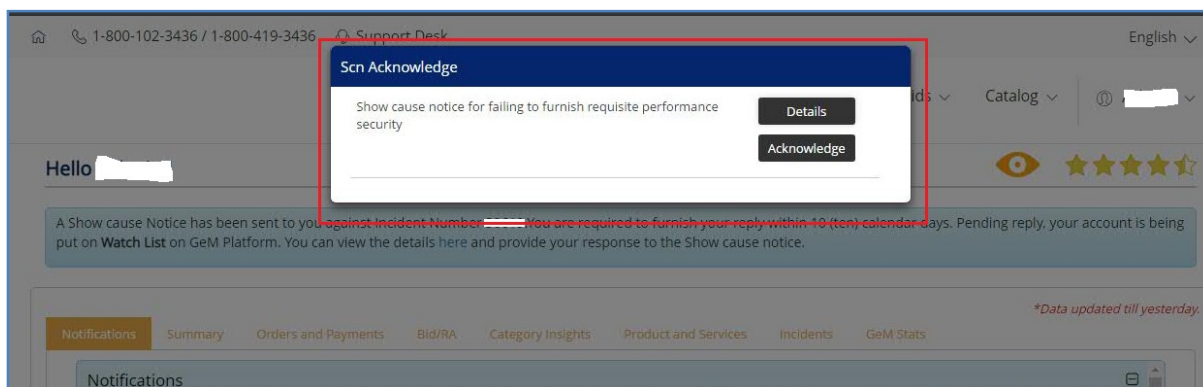 1-800-102-3436 / 1-800-419-3436 Support Desk English
Scn Acknowledge
Show cause notice for failing to furnish requisite performance Details
security
Acknowledge
ids Catalog
Hello
A Show cause Notice has been sent to you against Incident Number You are required to furnish your reply within 10 (ten) calendar days. Pending reply, your account is being
put on Watch List on GeM Platform. You can view the details here and provide your response to the Show cause notice.
*Data updated till yesterday.
Notifications Summary Orders and Payments Bid/RA Category Insights Product and Services Incidents GeM Stats
Notifications